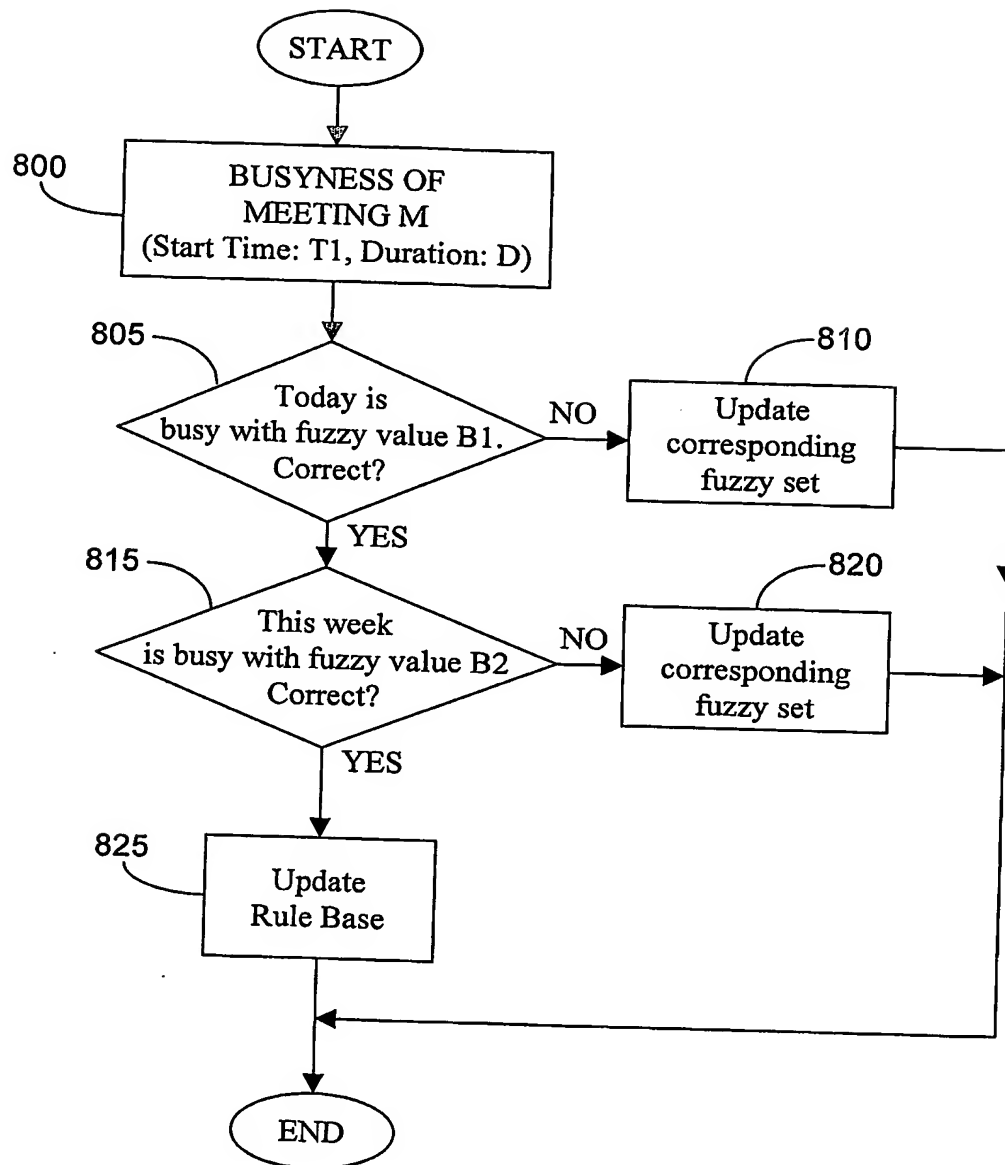 START
800
BUSYNESS OF
MEETING M
(Start Time: T1, Duration: D)
805
Today is
busy with fuzzy value B1.
Correct?
NO
810
Update
corresponding
fuzzy set
YES
815
This week
is busy with fuzzy value B2
Correct?
NO
820
Update
corresponding
fuzzy set
YES
825
Update
Rule Base
END